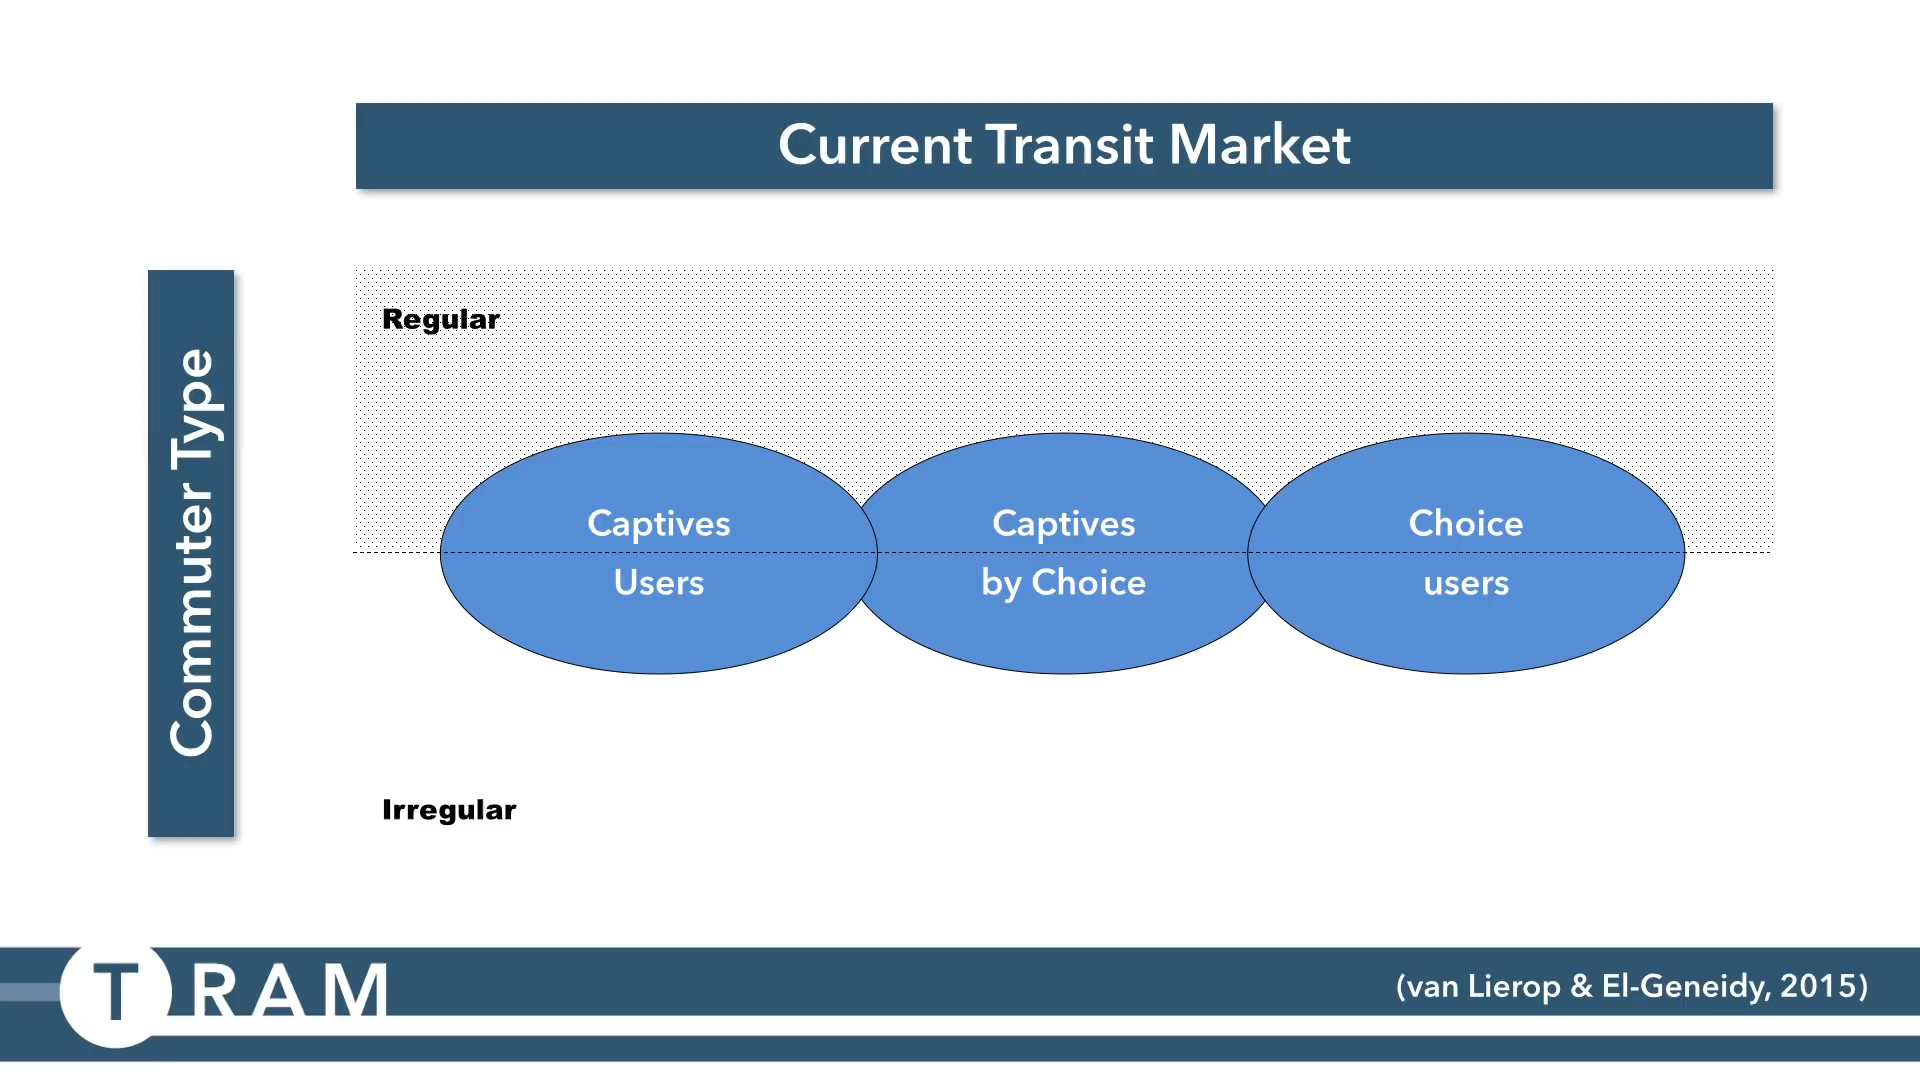 Current Transit Market
Commuter Type
Regular
Captives
Users
Captives
by Choice
Choice
users
Irregular
TRAM
(van Lierop & El-Geneidy, 2015)